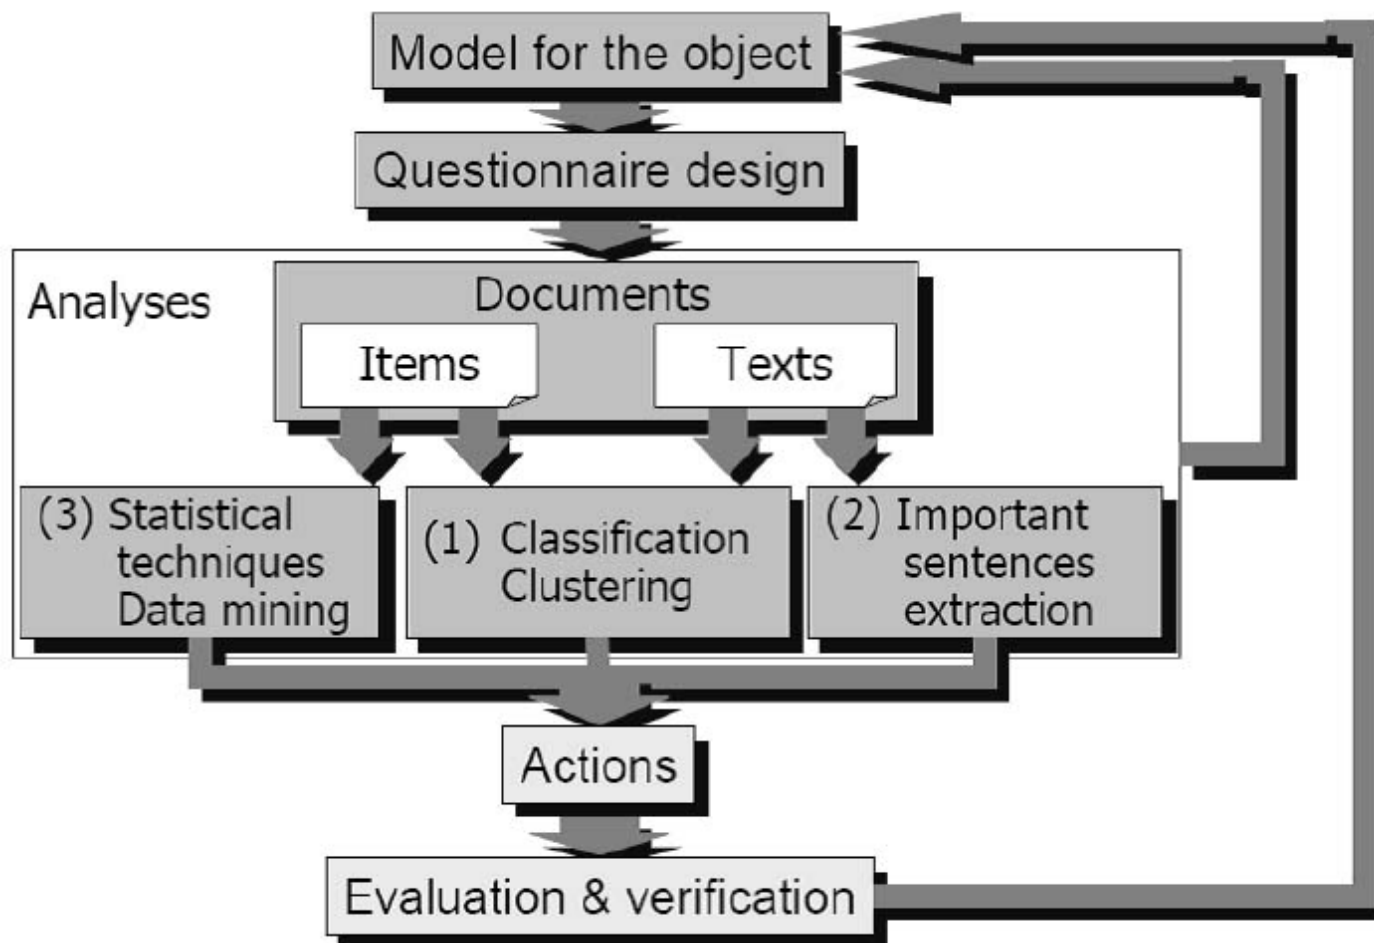 Model for the object
Questionnaire design
Analyses
Documents
Items
Texts
(3) Statistical
techniques
Data mining
(1) Classification
Clustering
(2) Important
sentences
extraction
Actions
Evaluation & verification